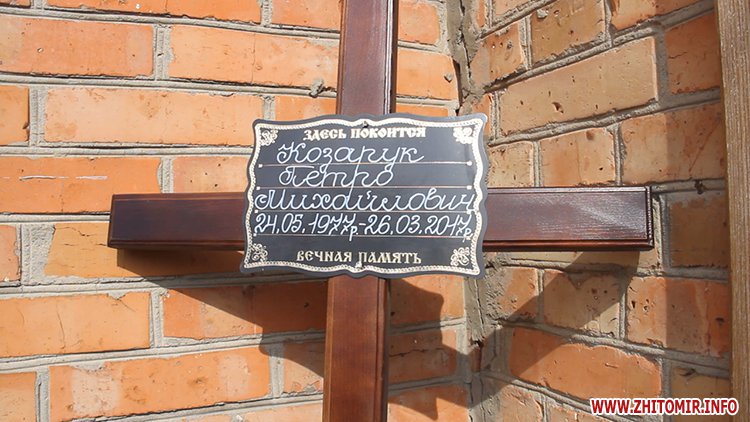 ЗДЕСЬ ПОКОИТСЯ
Козарук
Петро
Михайлович
24.05.1977р-26.03.2017р.
ВЕЧНАЯ ПАМЯТЬ
WWW.ZHITOMIR.INFO